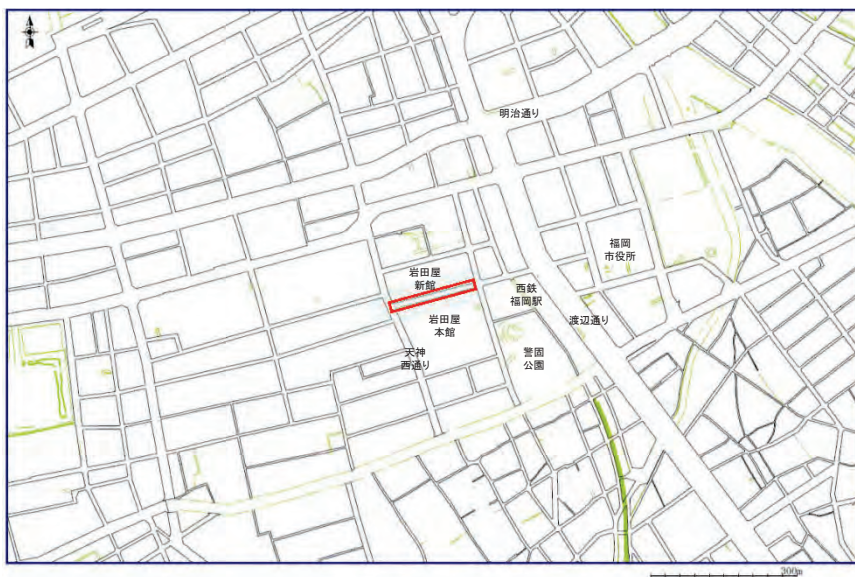 明治通り
福岡
市役所
岩田屋
新館
西鉄
福岡駅
渡辺通り
岩田屋
本館
天神
西通り
警固
公園
300m